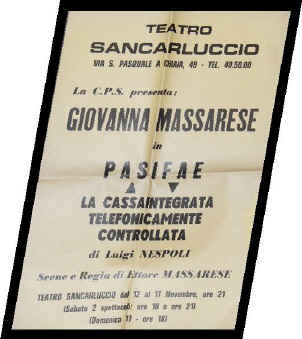 TEATRO
SANCARLUCCIO
VIA S. PASQUALE A CHIAIA, 49 - TEL. 40.50.00
La C.P.S. presenta:
GIOVANNA MASSARESE
in
PASIFAE
LA CASSAINTEGRATA
TELEFONICAMENTE
CONTROLLATA
di Luigi NESPOLI
Scene e Regia di Ettore MASSARESE
TEATRO SANCARLUCCIO dal 12 al 17 Novembre, ore 21
(Sabato 2 spettacoli: ore 18 e ore 21)
(Domenica 17 - ore 18)